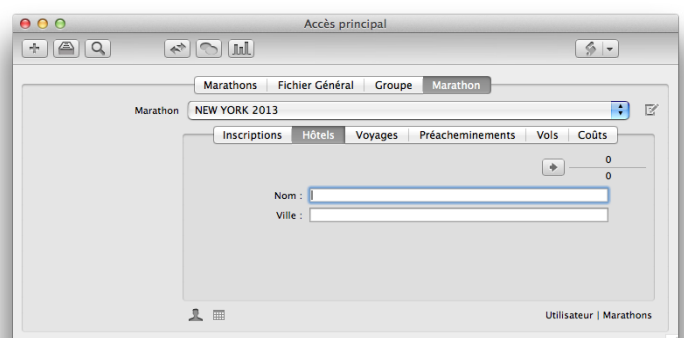 Accès principal
Marathons Fichier Général Groupe Marathon
Marathon NEW YORK 2013
Inscriptions Hôtels Voyages Préacheminements Vols Coûts
0
0
Nom :
Ville :
Utilisateur | Marathons